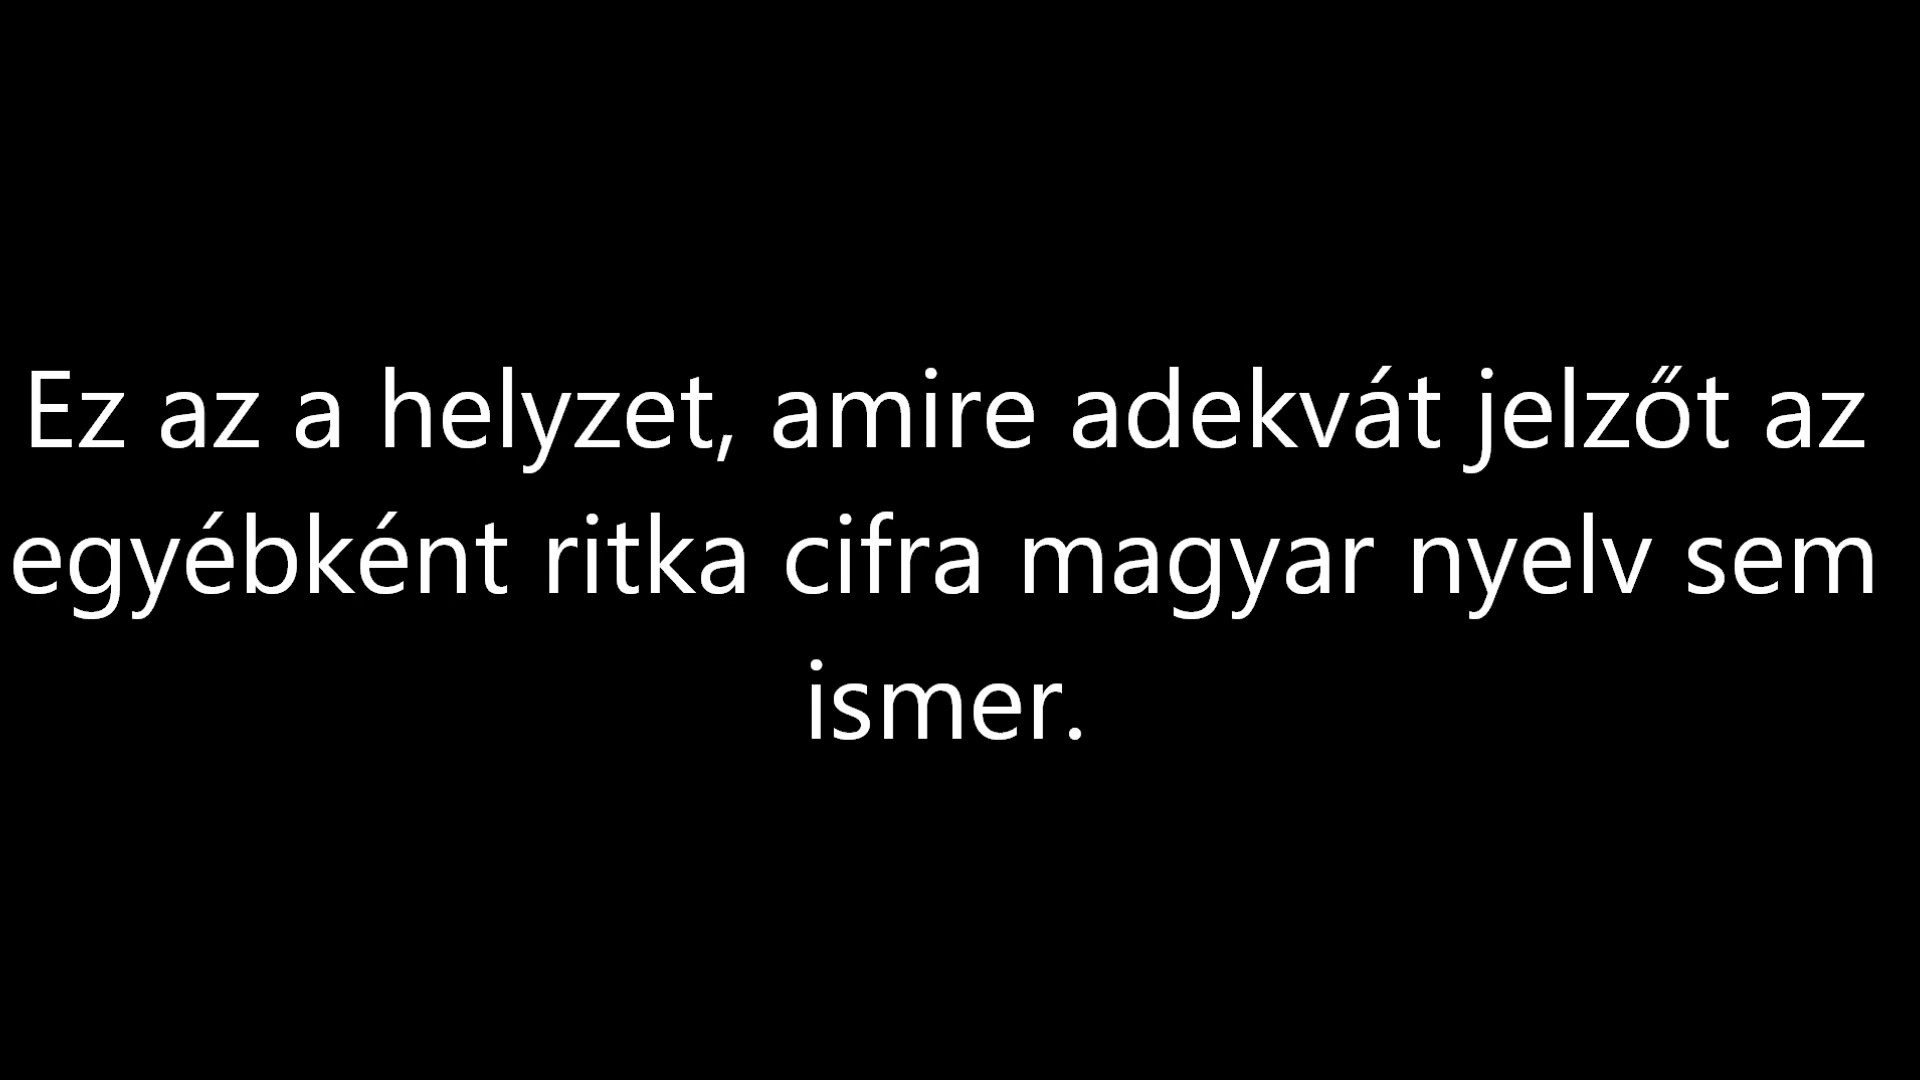 Ez az a helyzet, amire adekvát jelzőt az
egyébként ritka cifra magyar nyelv sem
ismer.